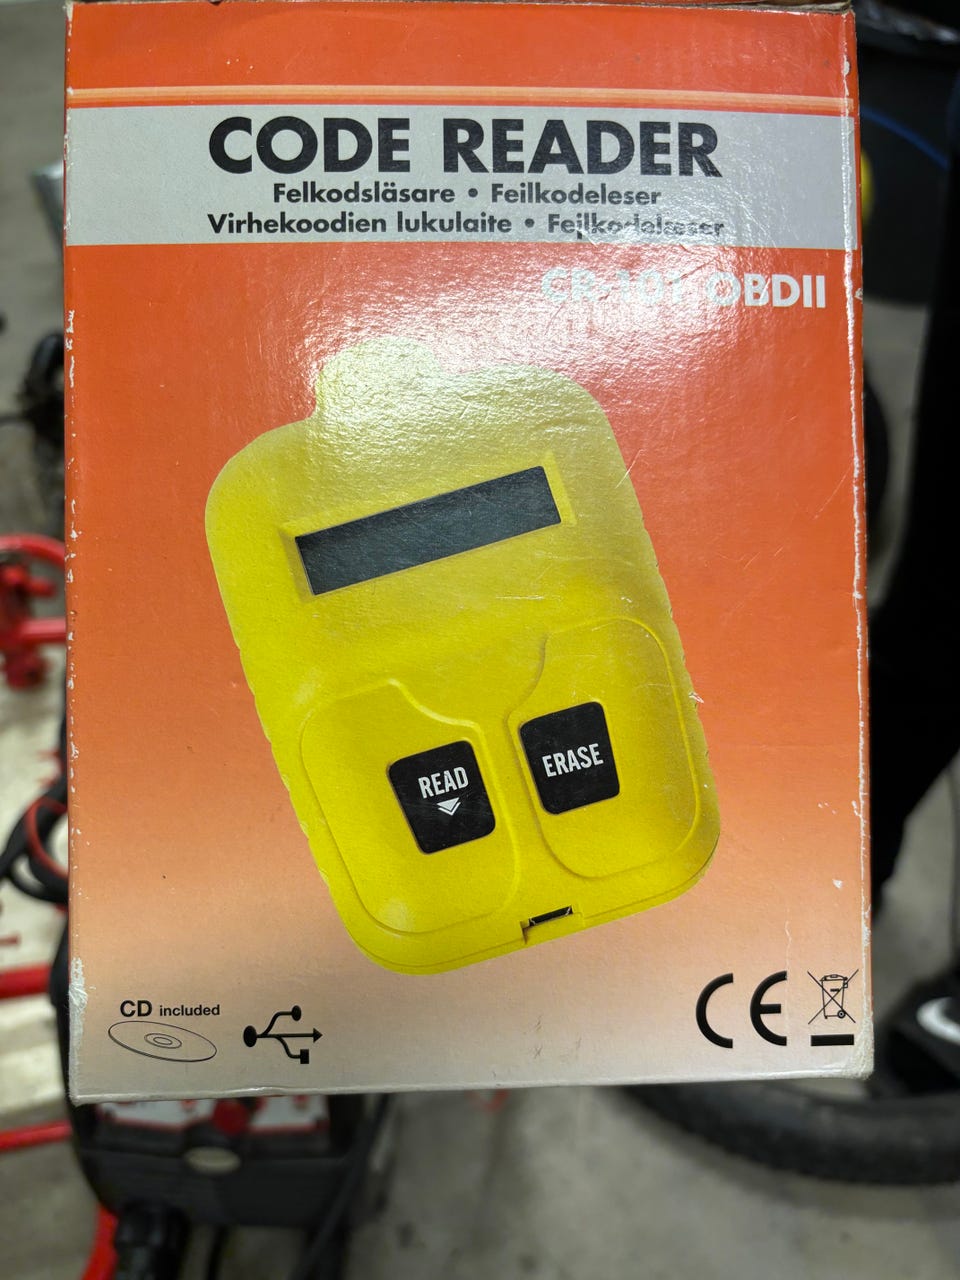 CODE READER
Felkodsläsare • Feilkodeleser
Virhekoodien lukulaite • Fejlkodelæser
CR-101 OBDII
READ
ERASE
CD included
CE